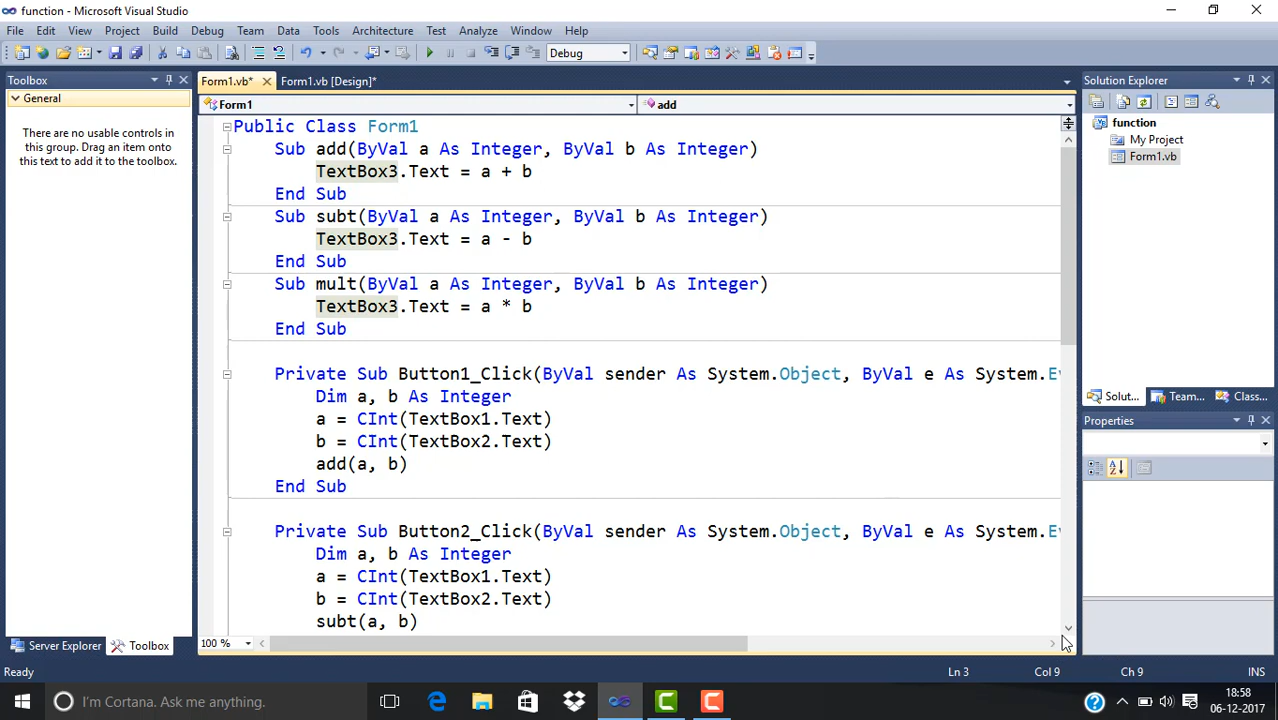 function - Microsoft Visual Studio
File Edit View Project Build Debug Team Data Tools Architecture Test Analyze Window Help
Debug
Toolbox
General
There are no usable controls in
this group. Drag an item onto
this text to add it to the toolbox.
Server Explorer Toolbox
Form1.vb* Form1.vb [Design]*
Form1 add
Public Class Form1
Sub add(ByVal a As Integer, ByVal b As Integer)
TextBox3.Text = a + b
End Sub
Sub subt(ByVal a As Integer, ByVal b As Integer)
TextBox3.Text = a - b
End Sub
Sub mult(ByVal a As Integer, ByVal b As Integer)
TextBox3.Text = a * b
End Sub
Private Sub Button1_Click(ByVal sender As System.Object, ByVal e As System.Ev
Dim a, b As Integer
a = CInt(TextBox1.Text)
b = CInt(TextBox2.Text)
add(a, b)
End Sub
Private Sub Button2_Click(ByVal sender As System.Object, ByVal e As System.Ev
Dim a, b As Integer
a = CInt(TextBox1.Text)
b = CInt(TextBox2.Text)
subt(a, b)
100 %
Solution Explorer
function
My Project
Form1.vb
Solut... Team... Class...
Properties
Ready Ln 3 Col 9 Ch 9 INS
I'm Cortana. Ask me anything.
18:58
06-12-2017